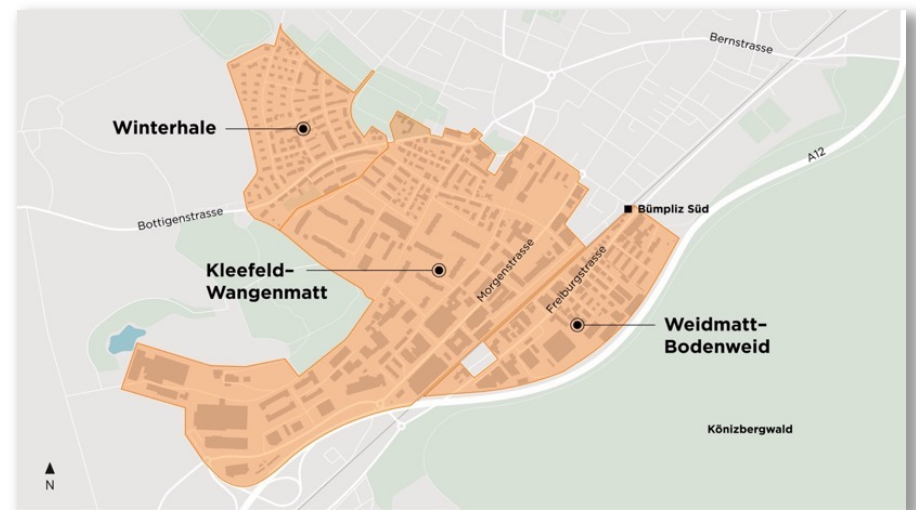 Bernstrasse
Winterhale
A12
Bottigenstrasse
Bümpliz Süd
Kleefeld–
Wangenmatt
Morgenstrasse
Freiburgstrasse
Weidmatt–
Bodenweid
Könizbergwald
N